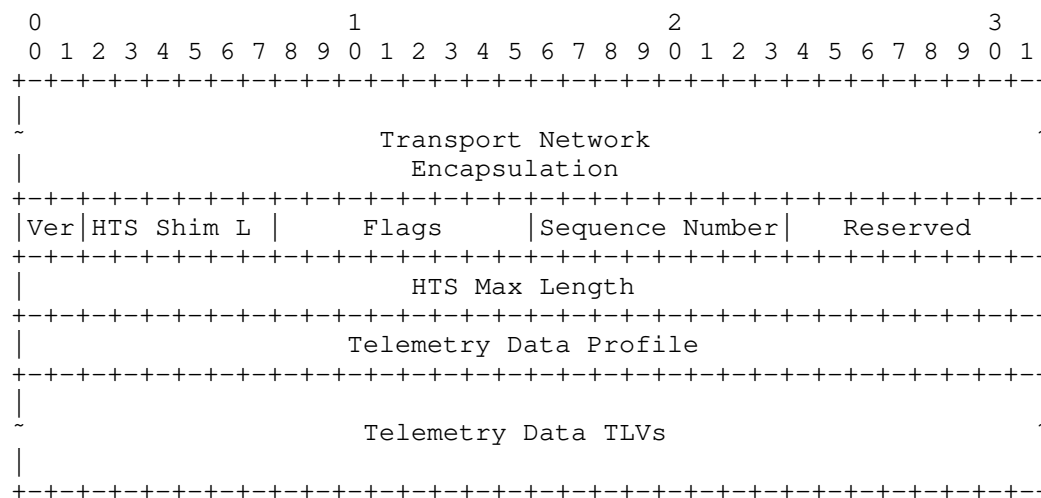 0                   1                   2                   3
 0 1 2 3 4 5 6 7 8 9 0 1 2 3 4 5 6 7 8 9 0 1 2 3 4 5 6 7 8 9 0 1
+-+-+-+-+-+-+-+-+-+-+-+-+-+-+-+-+-+-+-+-+-+-+-+-+-+-+-+-+-+-+-+--
|
~                      Transport Network                        ~
|                        Encapsulation
+-+-+-+-+-+-+-+-+-+-+-+-+-+-+-+-+-+-+-+-+-+-+-+-+-+-+-+-+-+-+-+--
|Ver|HTS Shim L |     Flags     |Sequence Number|   Reserved
+-+-+-+-+-+-+-+-+-+-+-+-+-+-+-+-+-+-+-+-+-+-+-+-+-+-+-+-+-+-+-+--
|                        HTS Max Length
+-+-+-+-+-+-+-+-+-+-+-+-+-+-+-+-+-+-+-+-+-+-+-+-+-+-+-+-+-+-+-+--
|                    Telemetry Data Profile
+-+-+-+-+-+-+-+-+-+-+-+-+-+-+-+-+-+-+-+-+-+-+-+-+-+-+-+-+-+-+-+--
|
~                     Telemetry Data TLVs                       ~
|
+-+-+-+-+-+-+-+-+-+-+-+-+-+-+-+-+-+-+-+-+-+-+-+-+-+-+-+-+-+-+-+--